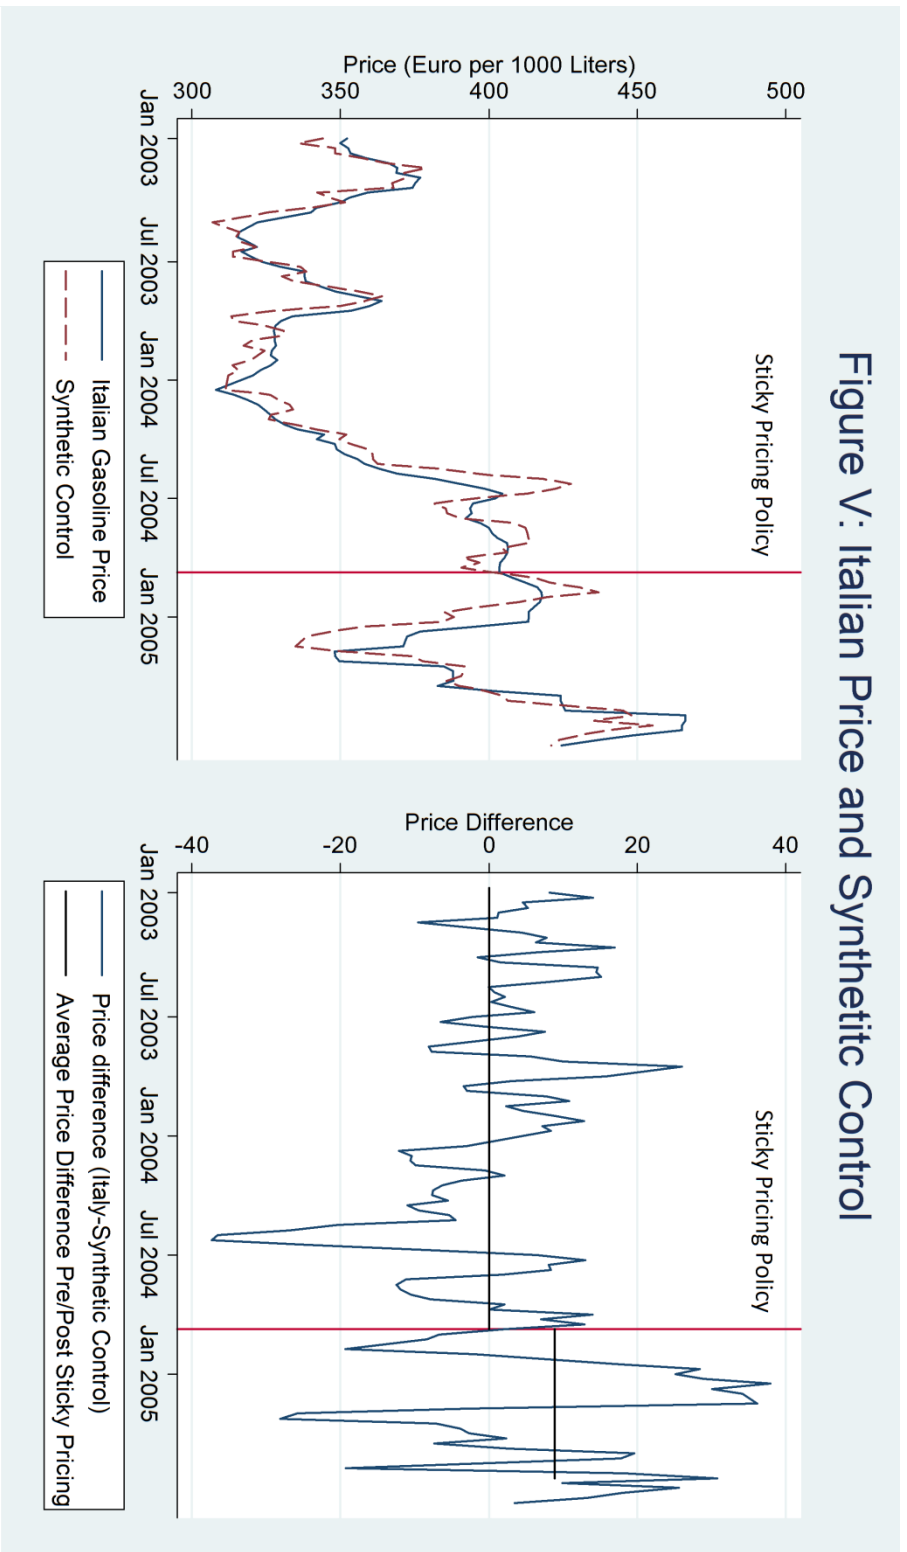 Figure V: Italian Price and Synthetitc Control
Sticky Pricing Policy
Price (Euro per 1000 Liters)
300 350 400 450 500
Jan 2003 Jul 2003 Jan 2004 Jul 2004 Jan 2005
Italian Gasoline Price
Synthetic Control
Sticky Pricing Policy
Price Difference
-40 -20 0 20 40
Jan 2003 Jul 2003 Jan 2004 Jul 2004 Jan 2005
Price difference (Italy-Synthetic Control)
Average Price Difference Pre/Post Sticky Pricing